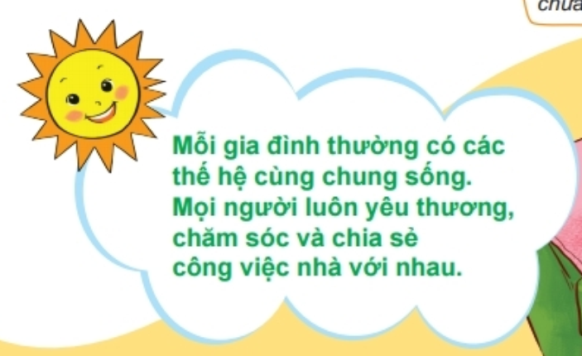 chưa
Mỗi gia đình thường có các
thế hệ cùng chung sống.
Mọi người luôn yêu thương,
chăm sóc và chia sẻ
công việc nhà với nhau.